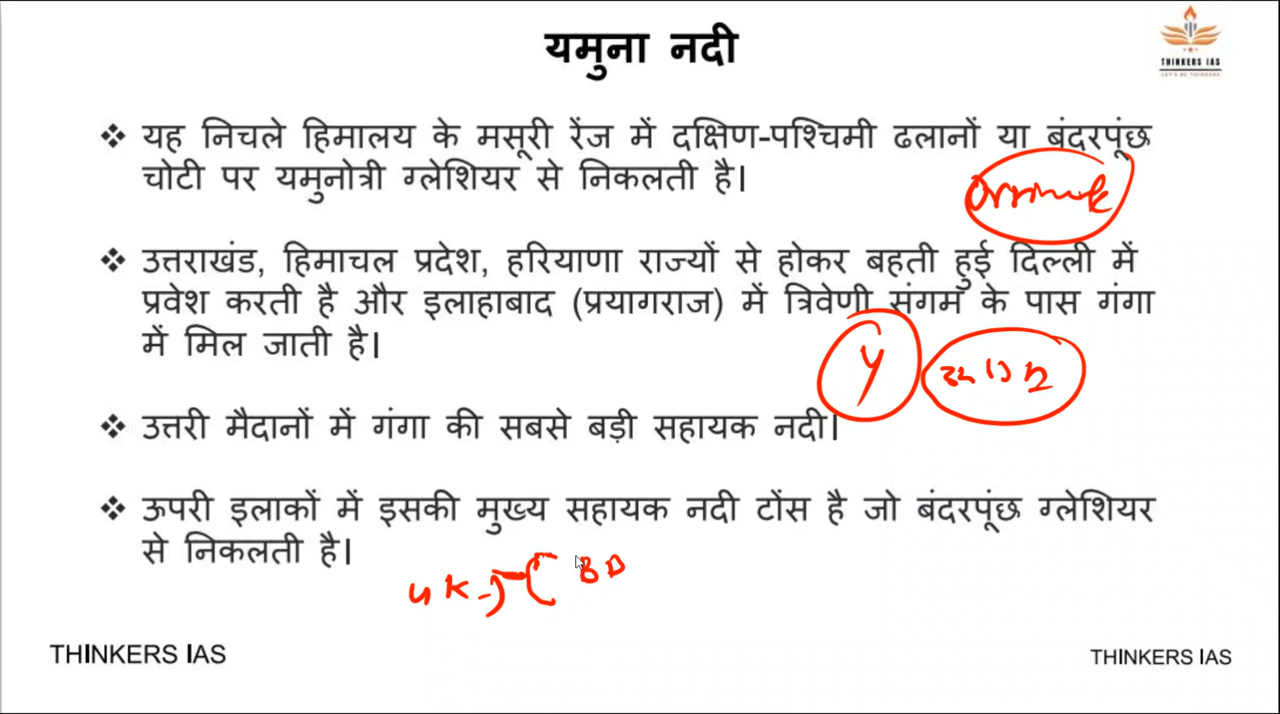 यमुना नदी
THINKERS IAS
LET'S BE THINKERS
❖ यह निचले हिमालय के मसूरी रेंज में दक्षिण-पश्चिमी ढलानों या बंदरपूंछ
चोटी पर यमुनोत्री ग्लेशियर से निकलती है।
❖ उत्तराखंड, हिमाचल प्रदेश, हरियाणा राज्यों से होकर बहती हुई दिल्ली में
प्रवेश करती है और इलाहाबाद (प्रयागराज) में त्रिवेणी संगम के पास गंगा
में मिल जाती है।
y
❖ उत्तरी मैदानों में गंगा की सबसे बड़ी सहायक नदी।
❖ ऊपरी इलाकों में इसकी मुख्य सहायक नदी टोंस है जो बंदरपूंछ ग्लेशियर
से निकलती है।
THINKERS IAS
THINKERS IAS